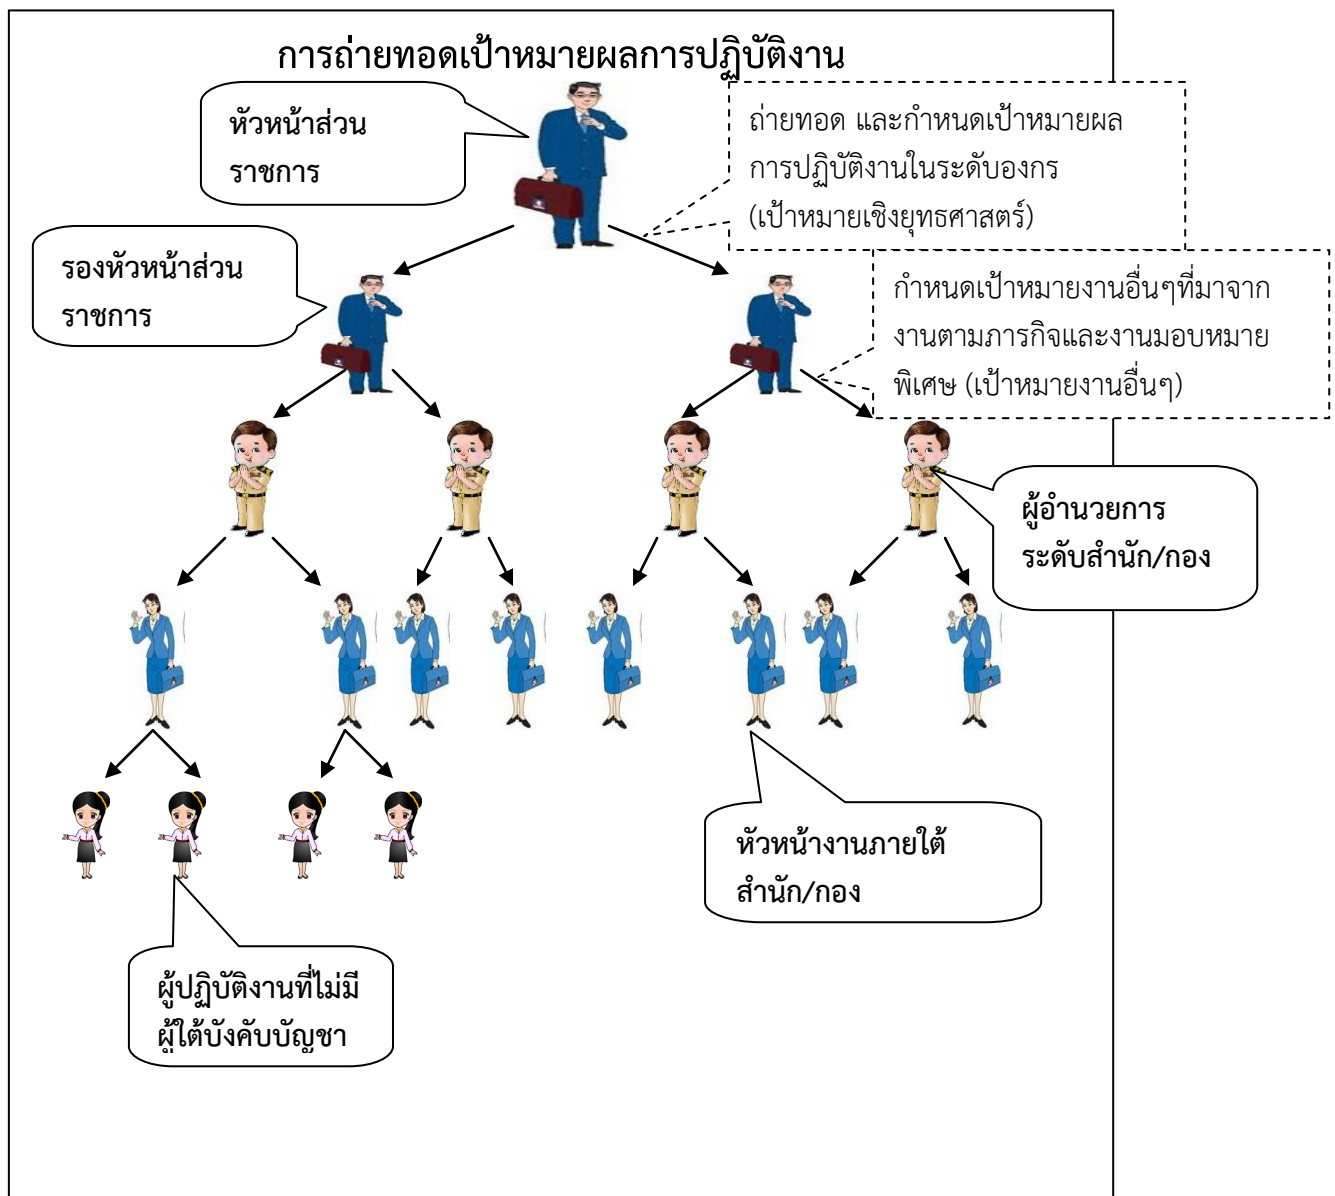 การถ่ายทอดเป้าหมายผลการปฏิบัติงาน
หัวหน้าส่วน
ราชการ
ถ่ายทอด และกำหนดเป้าหมายผล
การปฏิบัติงานในระดับองกร
(เป้าหมายเชิงยุทธศาสตร์)
รองหัวหน้าส่วน
ราชการ
กำหนดเป้าหมายงานอื่นๆที่มาจาก
งานตามภารกิจและงานมอบหมาย
พิเศษ (เป้าหมายงานอื่นๆ)
ผู้อำนวยการ
ระดับสำนัก/กอง
หัวหน้างานภายใต้
สำนัก/กอง
ผู้ปฏิบัติงานที่ไม่มี
ผู้ใต้บังคับบัญชา